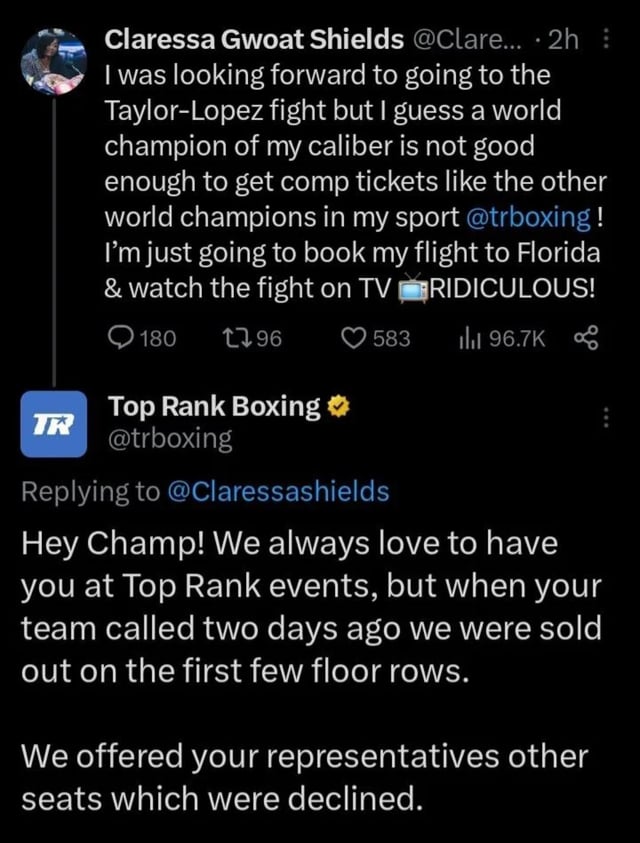 Claressa Gwoat Shields @Clare... · 2h
I was looking forward to going to the
Taylor-Lopez fight but I guess a world
champion of my caliber is not good
enough to get comp tickets like the other
world champions in my sport @trboxing !
I'm just going to book my flight to Florida
& watch the fight on TV 📺RIDICULOUS!
180 96 583 96.7K
TR
Top Rank Boxing
@trboxing
Replying to @Claressashields
Hey Champ! We always love to have
you at Top Rank events, but when your
team called two days ago we were sold
out on the first few floor rows.
We offered your representatives other
seats which were declined.